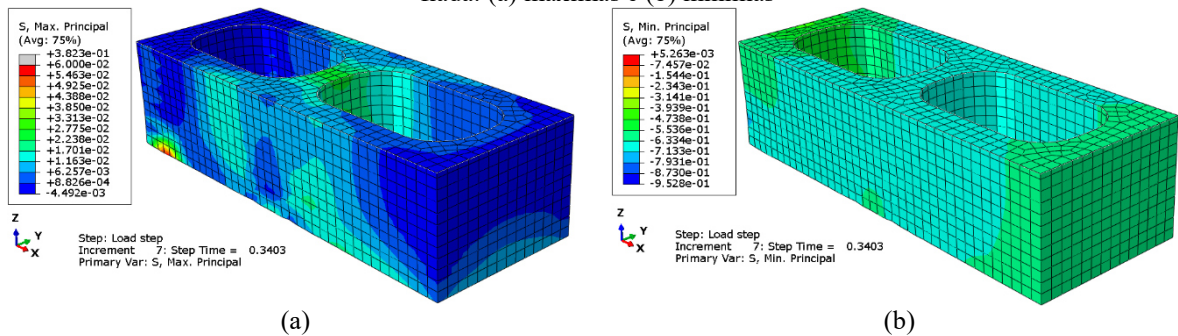 (a) máximas e (b) mínimas
S, Max. Principal
(Avg: 75%)
+3.823e-01
+6.000e-02
+5.463e-02
+4.925e-02
+4.388e-02
+3.850e-02
+3.313e-02
+2.775e-02
+2.238e-02
+1.701e-02
+1.163e-02
+6.257e-03
+8.826e-04
-4.492e-03
Z
Y
X
Step: Load step
Increment 7: Step Time = 0.3403
Primary Var: S, Max. Principal
(a)
S, Min. Principal
(Avg: 75%)
+5.263e-03
-7.457e-02
-1.544e-01
-2.343e-01
-3.141e-01
-3.939e-01
-4.738e-01
-5.536e-01
-6.334e-01
-7.133e-01
-7.931e-01
-8.730e-01
-9.528e-01
Z
Y
X
Step: Load step
Increment 7: Step Time = 0.3403
Primary Var: S, Min. Principal
(b)